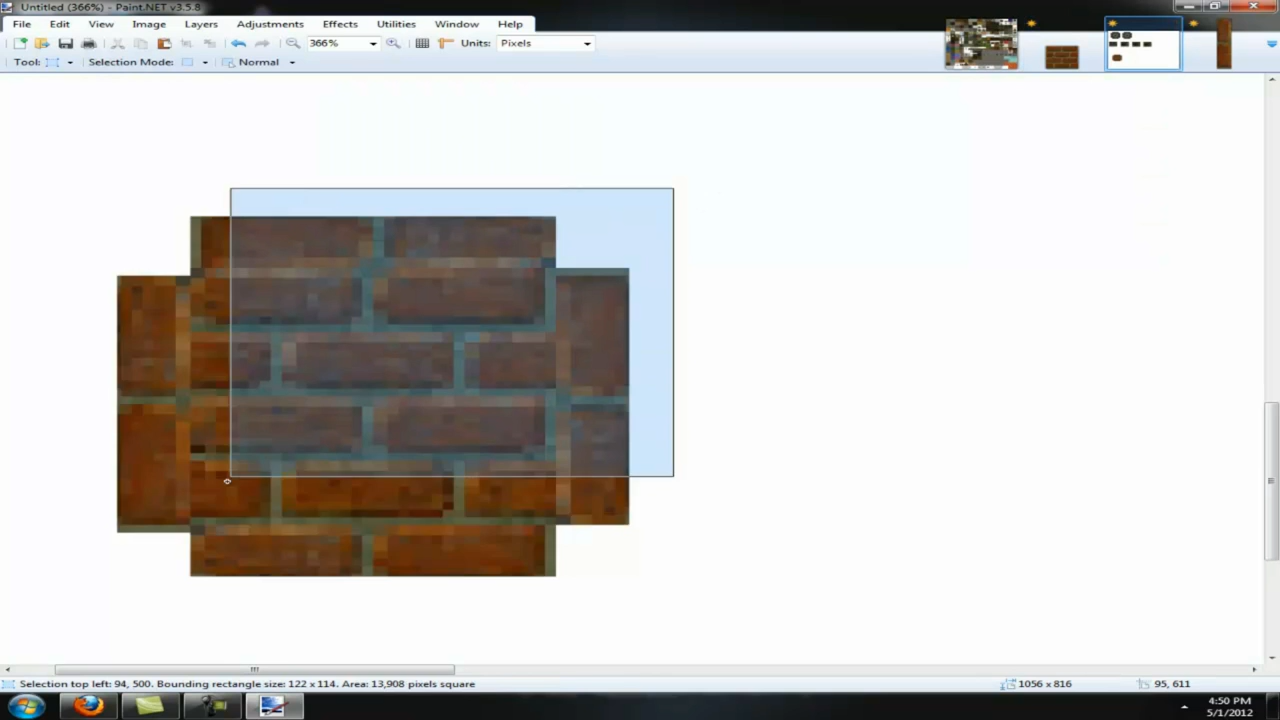 Untitled (366%) - Paint.NET v3.5.8
File Edit View Image Layers Adjustments Effects Utilities Window Help
366% Units: Pixels
Tool: Selection Mode: Normal
Selection top left: 94, 500. Bounding rectangle size: 122 x 114. Area: 13,908 pixels square 1056 x 816 95, 611
4:50 PM
5/1/2012